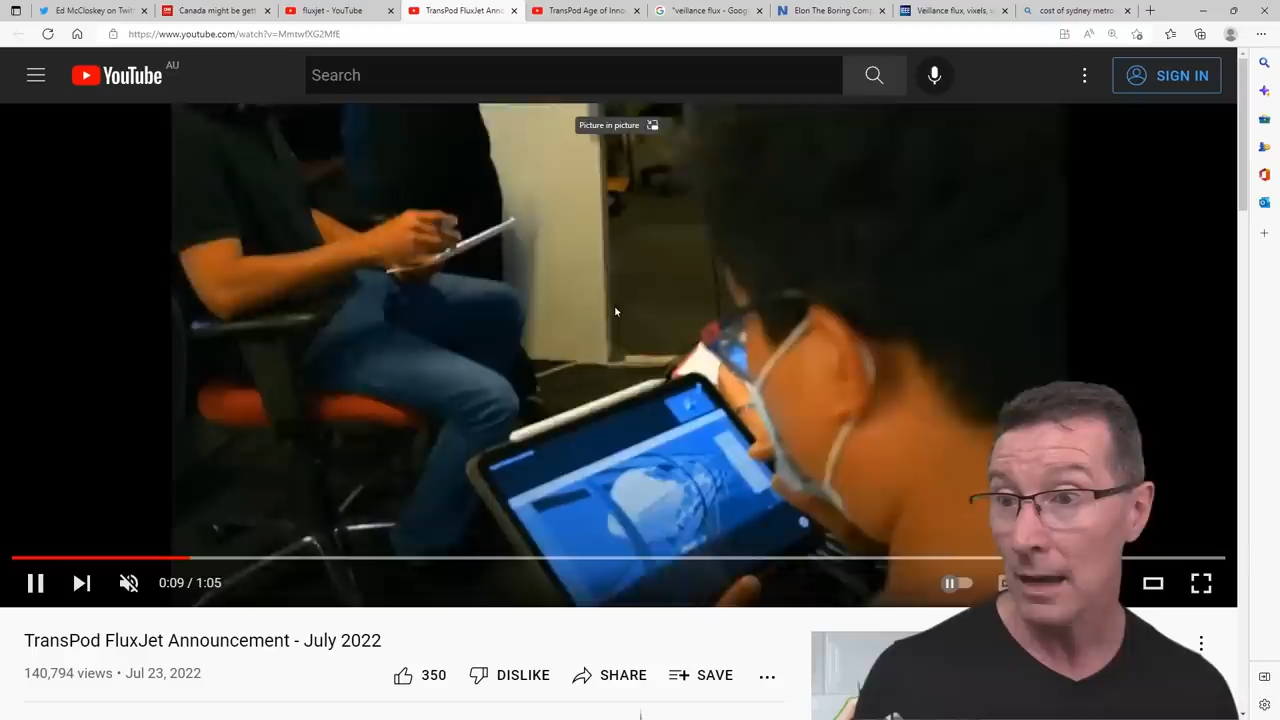 Ed McCloskey on Twit
Canada might be gett
fluxjet - YouTube
TransPod FluxJet Anno
TransPod Age of Inno
"veillance flux - Goog
Elon The Boring Comp
Veillance flux, vixels, v
cost of sydney metro
https://www.youtube.com/watch?v=MmtwfXG2MfE
YouTube AU
Search
SIGN IN
Picture in picture
0:09 / 1:05
TransPod FluxJet Announcement - July 2022
140,794 views • Jul 23, 2022
350
DISLIKE
SHARE
SAVE